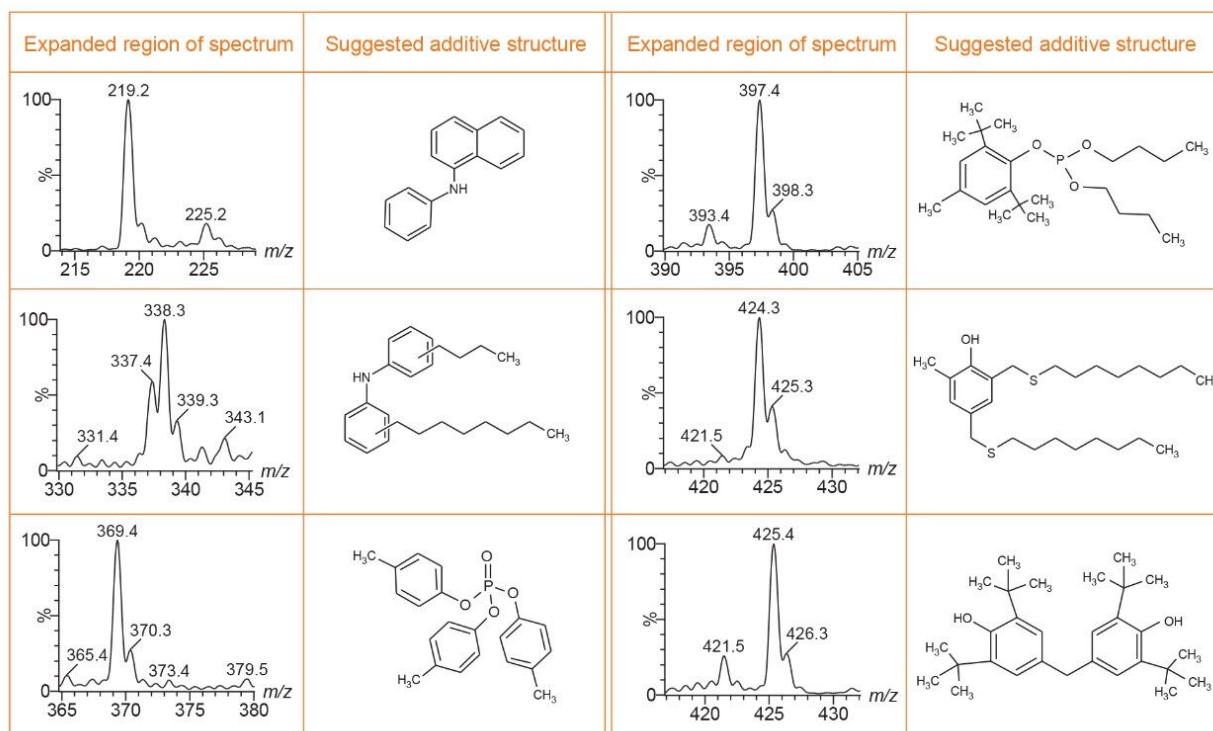 Expanded region of spectrum
Suggested additive structure
Expanded region of spectrum
Suggested additive structure
219.2
100
%
225.2
0
m/z
215
220
225
NH
397.4
100
%
398.3
393.4
0
m/z
390
395
400
405
CH₃
H₃C
CH₃
O
O
CH₃
P
O
H₃C
H₃C
CH₃
CH₃
CH₃
338.3
100
337.4
%
339.3
343.1
331.4
0
m/z
330
335
340
345
CH₃
HN
CH₃
424.3
100
%
425.3
421.5
0
m/z
420
425
430
OH
H₃C
S
CH
CH₃
S
369.4
100
%
370.3
365.4
373.4
379.5
0
m/z
365
370
375
380
H₃C
O
P
O
O
O
H₃C
CH₃
425.4
100
%
421.5
426.3
0
m/z
420
425
430
CH₃
CH₃
H₃C
CH₃
H₃C
CH₃
HO
OH
H₃C
CH₃
H₃C
CH₃
CH₃
CH₃